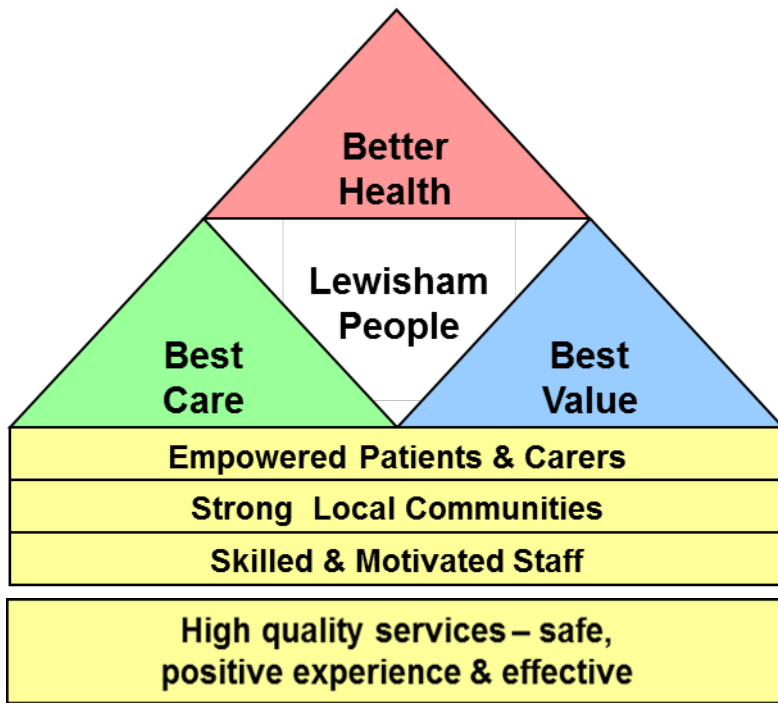 Better
Health
Lewisham
People
Best
Care
Best
Value
Empowered Patients & Carers
Strong Local Communities
Skilled & Motivated Staff
High quality services – safe,
positive experience & effective